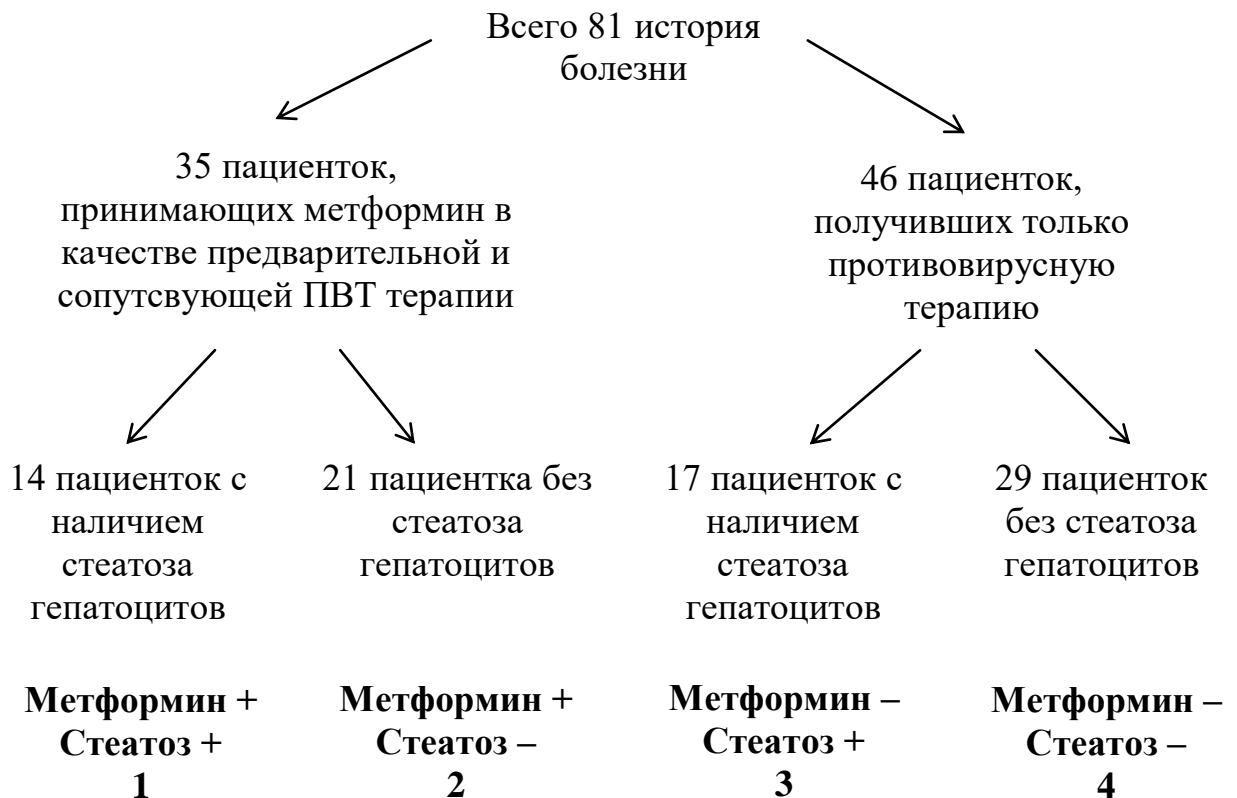 Всего 81 история
болезни
35 пациенток,
принимающих метформин в
качестве предварительной и
сопутсвующей ПВТ терапии
46 пациенток,
получивших только
противовирусную
терапию
14 пациенток с
наличием
стеатоза
гепатоцитов
21 пациентка без
стеатоза
гепатоцитов
17 пациенток с
наличием
стеатоза
гепатоцитов
29 пациенток
без стеатоза
гепатоцитов
Метформин +
Стеатоз +
1
Метформин +
Стеатоз –
2
Метформин –
Стеатоз +
3
Метформин –
Стеатоз –
4